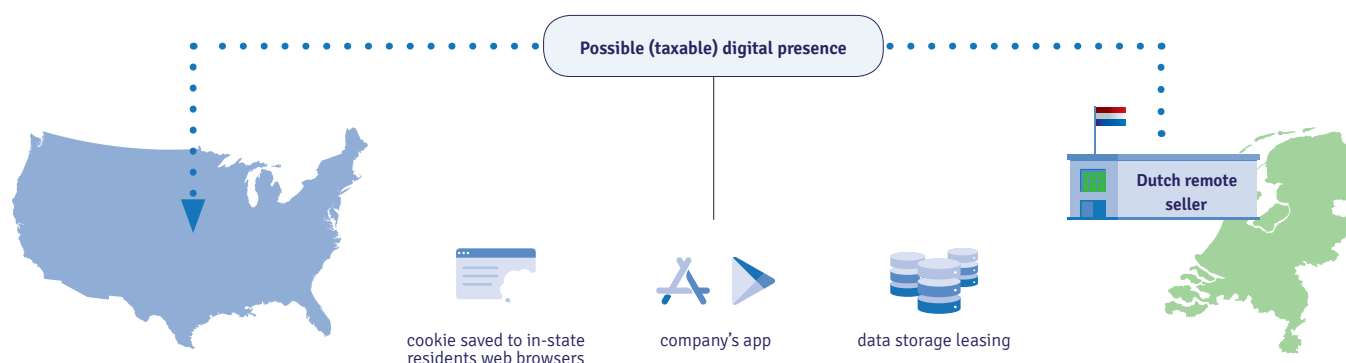 Possible (taxable) digital presence
Dutch remote
seller
cookie saved to in-state
residents web browsers
company's app
data storage leasing